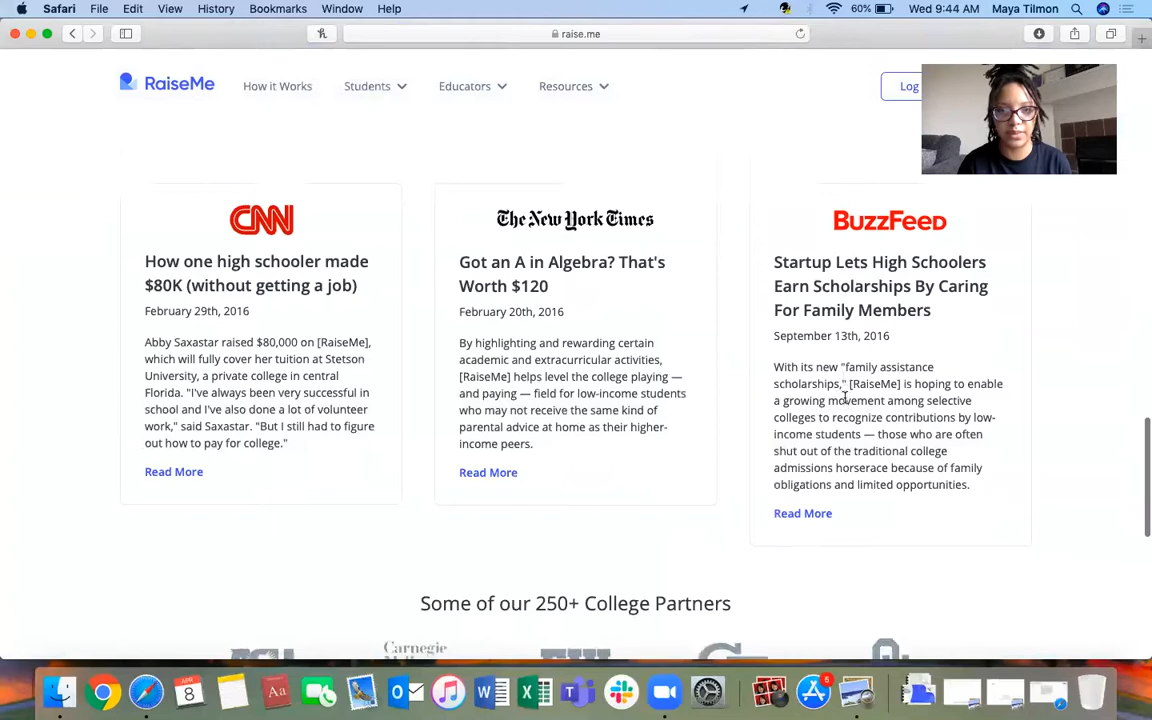 Safari File Edit View History Bookmarks Window Help 60% Wed 9:44 AM Maya Tilmon
raise.me
RaiseMe How it Works Students Educators Resources Log
CNN
How one high schooler made
$80K (without getting a job)
February 29th, 2016
Abby Saxastar raised $80,000 on [RaiseMe],
which will fully cover her tuition at Stetson
University, a private college in central
Florida. "I've always been very successful in
school and I've also done a lot of volunteer
work," said Saxastar. "But I still had to figure
out how to pay for college."
Read More
The New York Times
Got an A in Algebra? That's
Worth $120
February 20th, 2016
By highlighting and rewarding certain
academic and extracurricular activities,
[RaiseMe] helps level the college playing —
and paying — field for low-income students
who may not receive the same kind of
parental advice at home as their higher-
income peers.
Read More
BuzzFeed
Startup Lets High Schoolers
Earn Scholarships By Caring
For Family Members
September 13th, 2016
With its new "family assistance
scholarships," [RaiseMe] is hoping to enable
a growing movement among selective
colleges to recognize contributions by low-
income students — those who are often
shut out of the traditional college
admissions horserace because of family
obligations and limited opportunities.
Read More
Some of our 250+ College Partners
Carnegie
APR
8
Aa
6